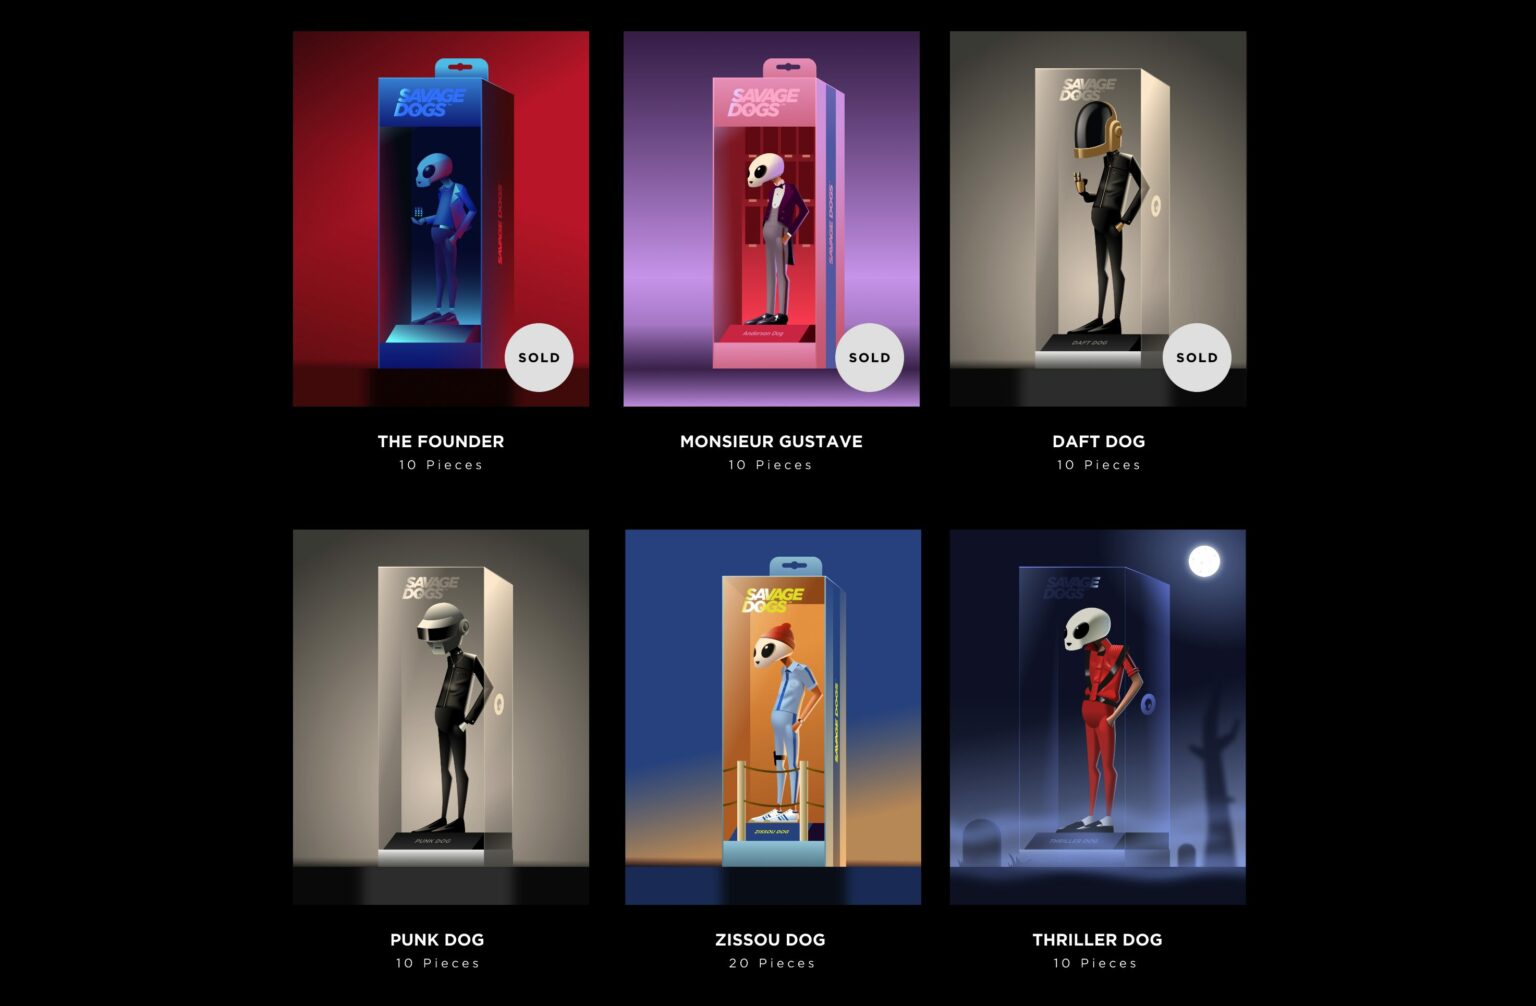 SAVAGE
DOGS
SAVAGE DOGS
SOLD
THE FOUNDER
10 Pieces
SAVAGE
DOGS
SAVAGE DOGS
Anderson Dog
SOLD
MONSIEUR GUSTAVE
10 Pieces
SAVAGE
DOGS
DAFT DOG
SOLD
DAFT DOG
10 Pieces
SAVAGE
DOGS
PUNK DOG
PUNK DOG
10 Pieces
SAVAGE
DOGS
SAVAGE DOGS
ZISSOU DOG
ZISSOU DOG
20 Pieces
SAVAGE
DOGS
THRILLER DOG
THRILLER DOG
10 Pieces